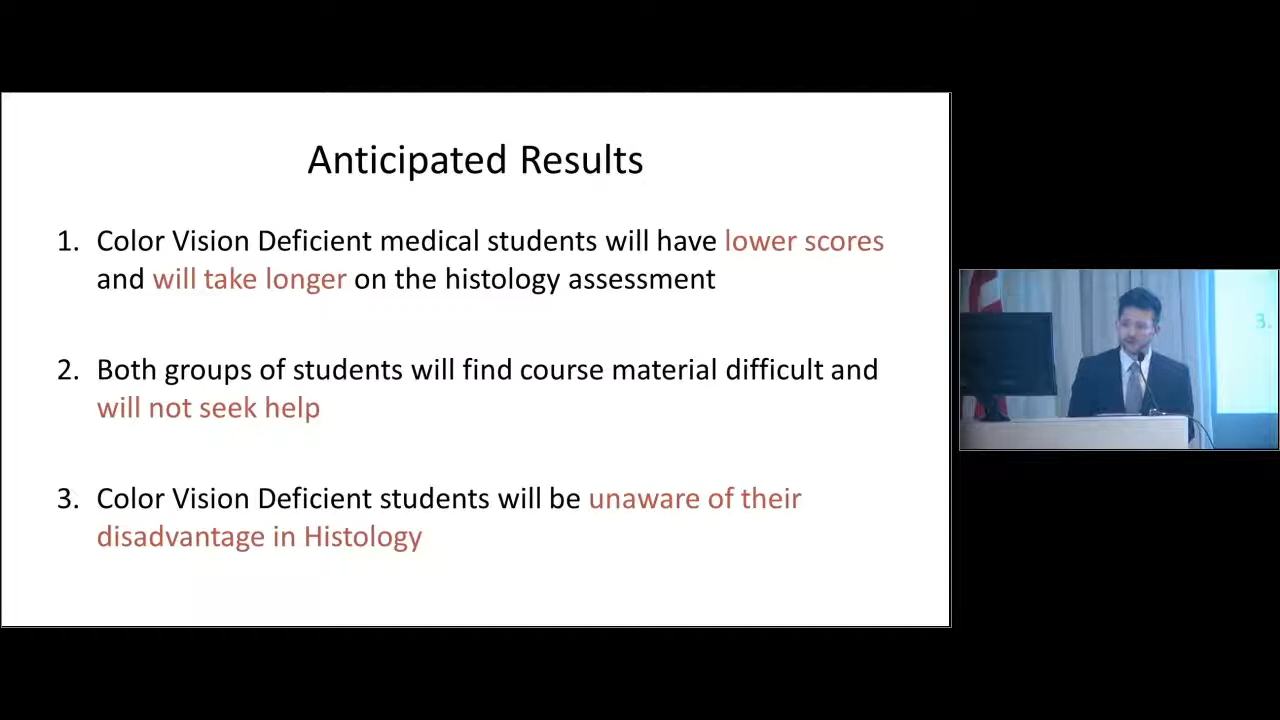 Anticipated Results
1. Color Vision Deficient medical students will have lower scores
and will take longer on the histology assessment
2. Both groups of students will find course material difficult and
will not seek help
3. Color Vision Deficient students will be unaware of their
disadvantage in Histology
3.